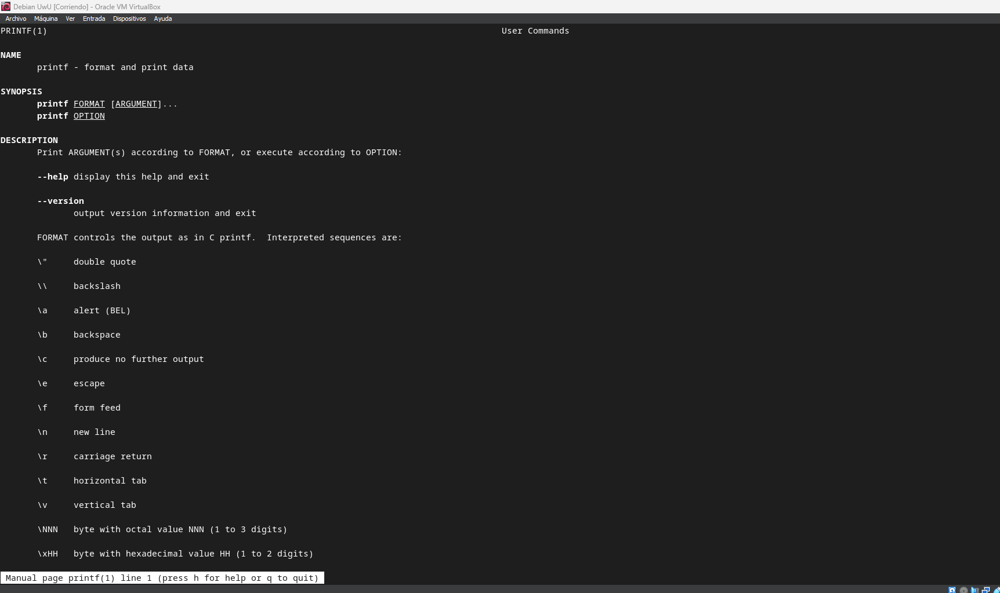 Debian UwU [Corriendo] - Oracle VM VirtualBox
Archivo Máquina Ver Entrada Dispositivos Ayuda
PRINTF(1) User Commands
NAME
printf - format and print data
SYNOPSIS
printf FORMAT [ARGUMENT]...
printf OPTION
DESCRIPTION
Print ARGUMENT(s) according to FORMAT, or execute according to OPTION:
--help display this help and exit
--version
output version information and exit
FORMAT controls the output as in C printf. Interpreted sequences are:
\" double quote
\\ backslash
\a alert (BEL)
\b backspace
\c produce no further output
\e escape
\f form feed
\n new line
\r carriage return
\t horizontal tab
\v vertical tab
\NNN byte with octal value NNN (1 to 3 digits)
\xHH byte with hexadecimal value HH (1 to 2 digits)
Manual page printf(1) line 1 (press h for help or q to quit)